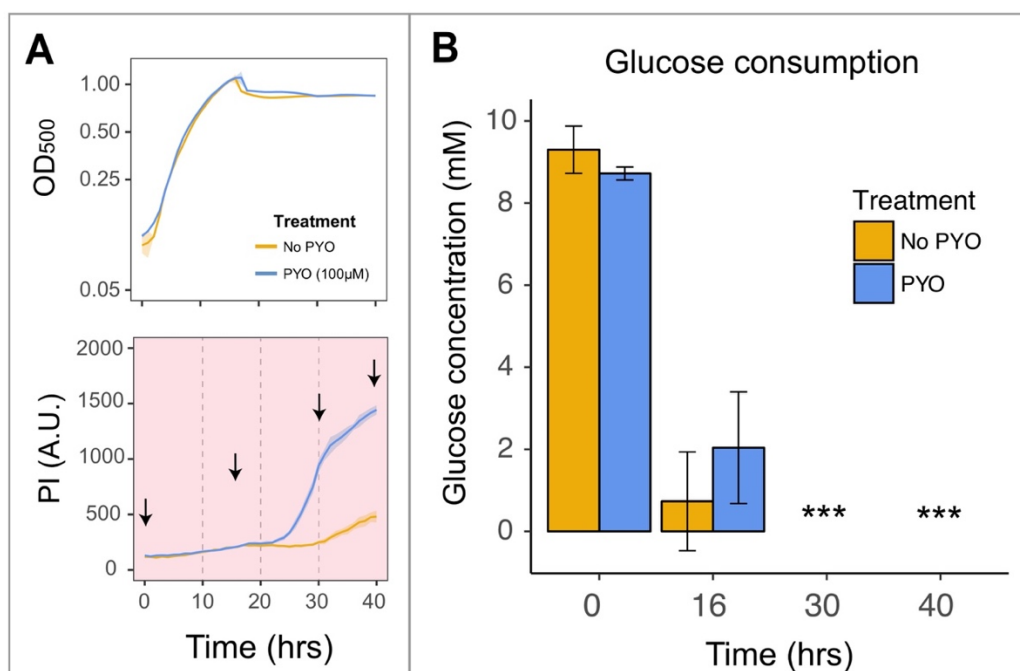 A
OD500
1.00
0.50
0.25
0.05
Treatment
No PYO
PYO (100µM)
PI (A.U.)
2000
1500
1000
500
0
0 10 20 30 40
Time (hrs)
B
Glucose consumption
Glucose concentration (mM)
10
8
6
4
2
0
Treatment
No PYO
PYO
*** ***
0 16 30 40
Time (hrs)